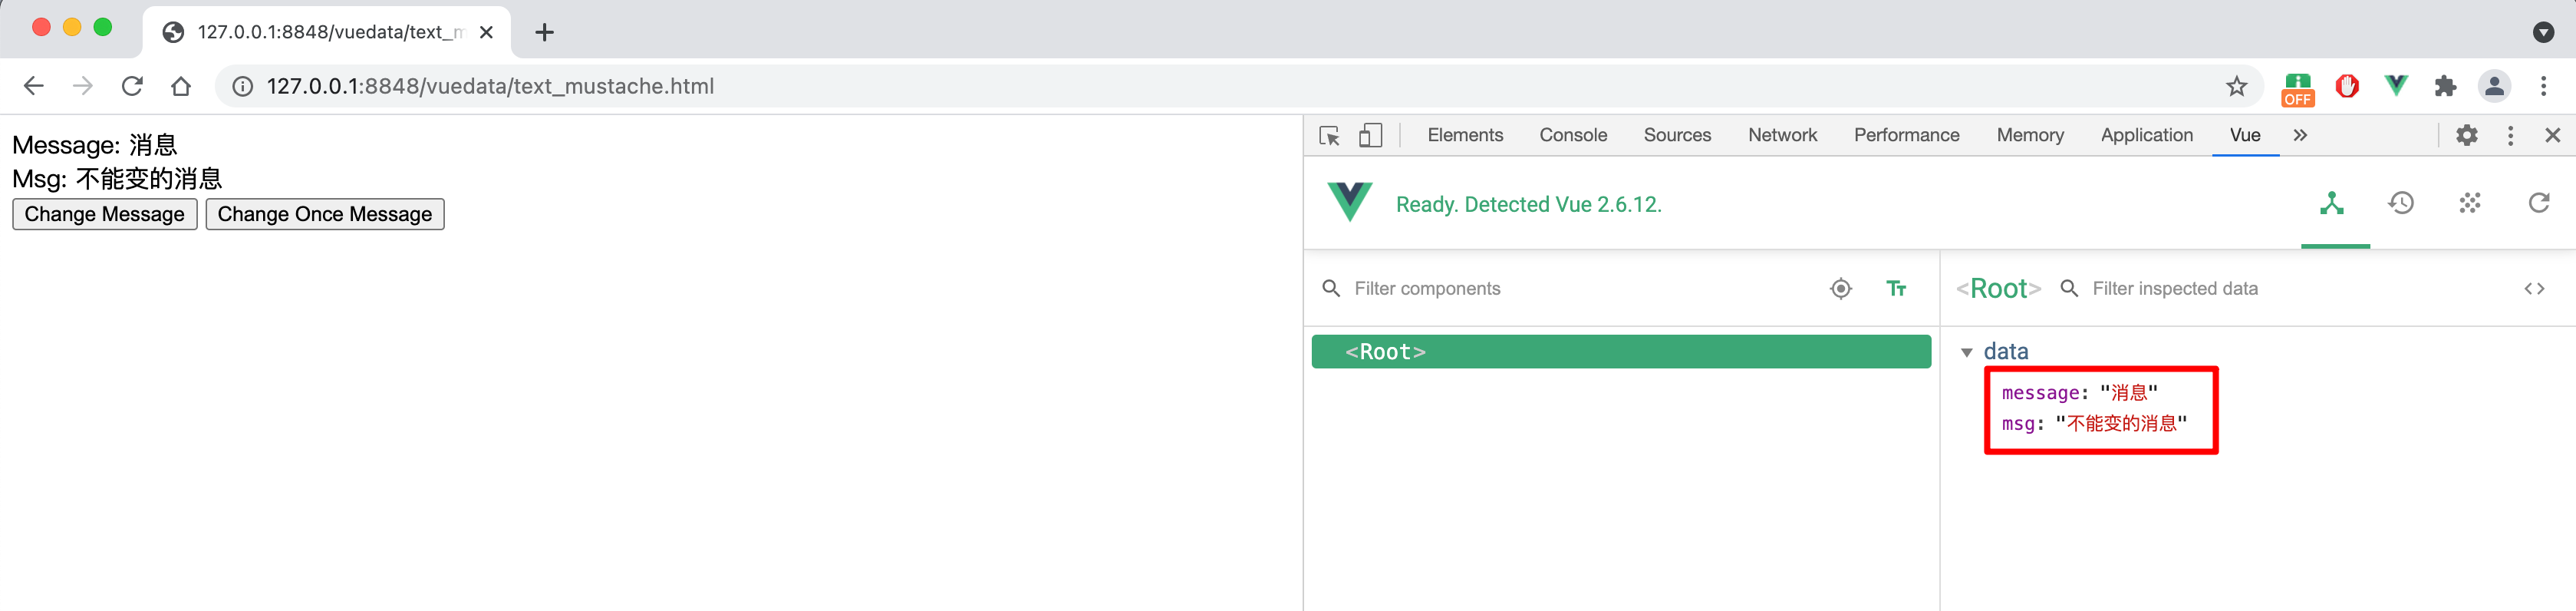 127.0.0.1:8848/vuedata/text_m
127.0.0.1:8848/vuedata/text_mustache.html
OFF
Message: 消息
Msg: 不能变的消息
Change Message Change Once Message
Elements Console Sources Network Performance Memory Application Vue
Ready. Detected Vue 2.6.12.
Filter components
<Root> Filter inspected data
<Root>
data
message: "消息"
msg: "不能变的消息"